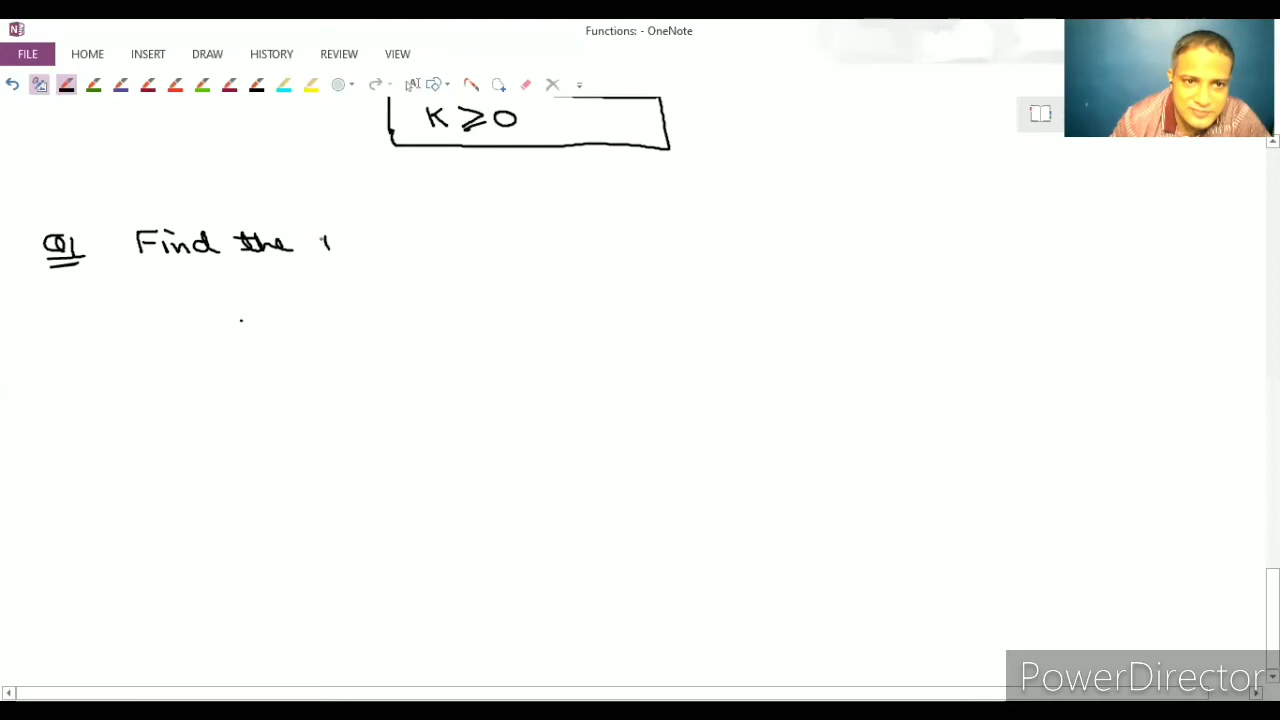 Functions: - OneNote
FILE HOME INSERT DRAW HISTORY REVIEW VIEW
K ⩾ 0
Q1 Find the
PowerDirector